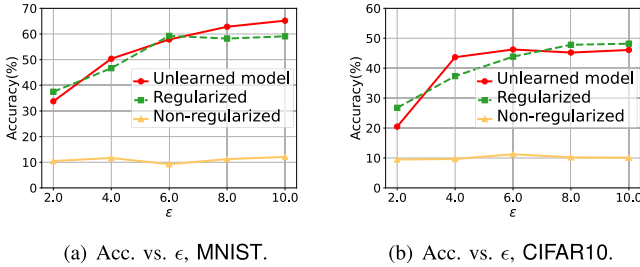 70
60
50
40
30
20
10
0
Accuracy(%)
Unlearned model
Regularized
Non-regularized
2.0 4.0 6.0 8.0 10.0
ε
(a) Acc. vs. ϵ, MNIST.
60
50
40
30
20
10
0
Accuracy(%)
Unlearned model
Regularized
Non-regularized
2.0 4.0 6.0 8.0 10.0
ε
(b) Acc. vs. ϵ, CIFAR10.